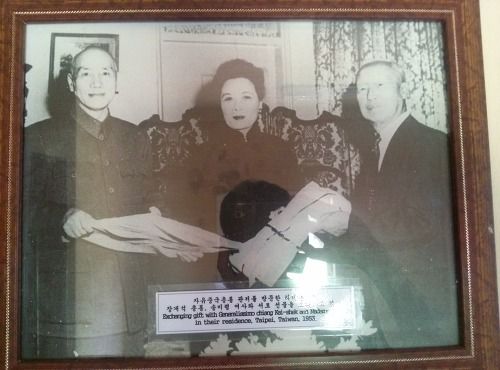 자유중국총통 관저를 방문한
장개석 총통, 송미령 여사와 서로 선물을
Exchanging gift with Generalissimo chiang Kai-shek and Madame
in their residence, Taipei, Taiwan, 1953.